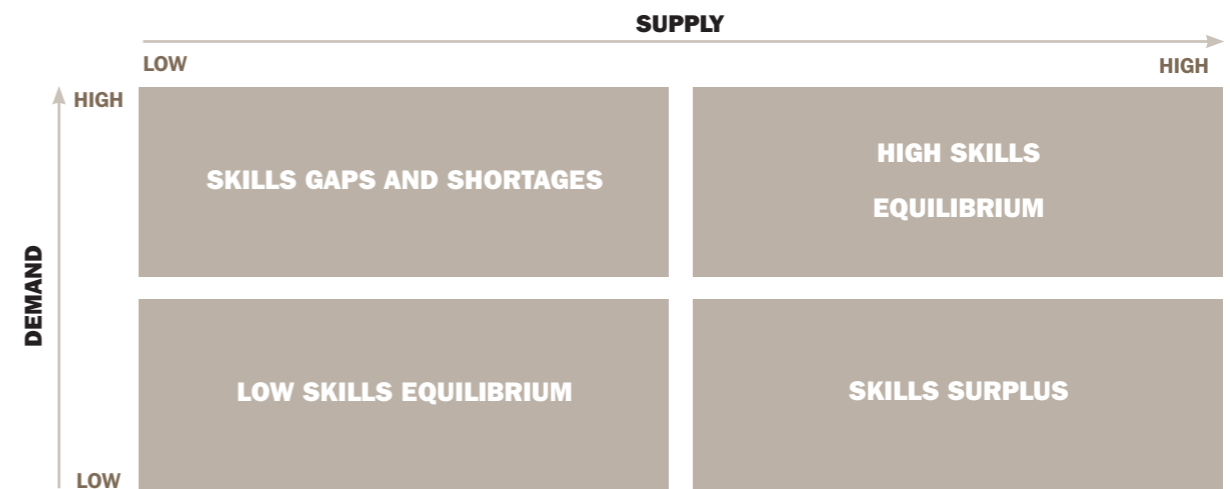 SUPPLY
LOW
HIGH
HIGH
SKILLS GAPS AND SHORTAGES
HIGH SKILLS
EQUILIBRIUM
DEMAND
LOW SKILLS EQUILIBRIUM
SKILLS SURPLUS
LOW